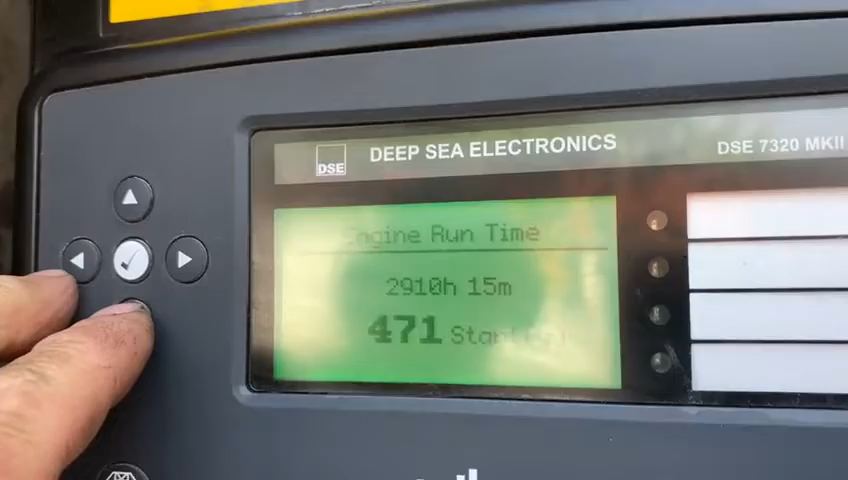 DSE
DEEP SEA ELECTRONICS
DSE 7320 MKII
Engine Run Time
2910h 15m
471